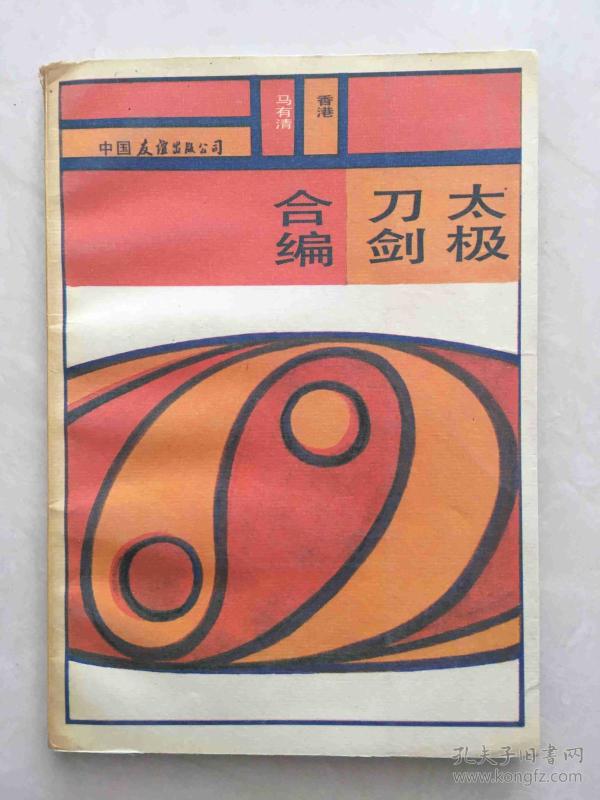 香港
马有清
中国友谊出版公司
太极
刀剑
合编
孔夫子旧书网
www.kongfz.com